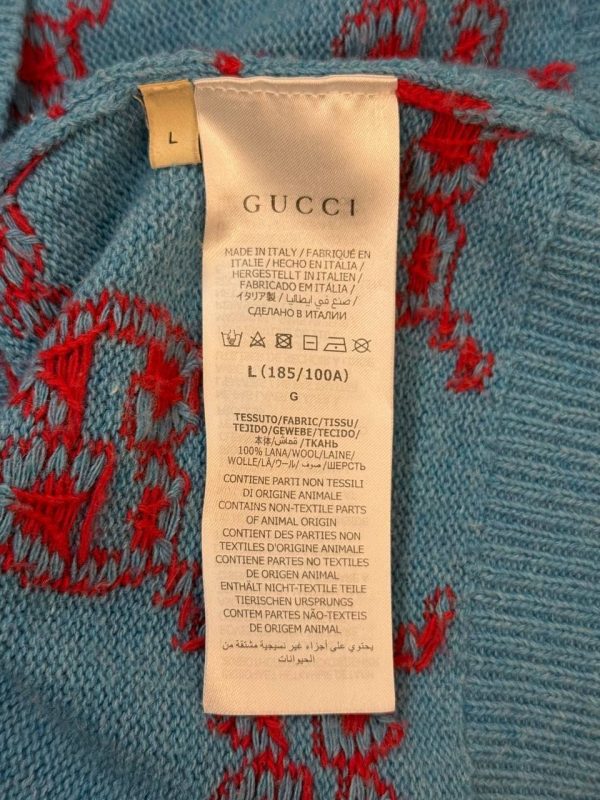 L
GUCCI
MADE IN ITALY / FABRIQUÉ EN
ITALIE / HECHO EN ITALIA /
HERGESTELLT IN ITALIEN /
FABRICADO EM ITÁLIA /
イタリア製 / صنع في ايطاليا /
СДЕЛАНО В ИТАЛИИ
L (185/100A)
G
TESSUTO/FABRIC/TISSU/
TEJIDO/GEWEBE/TECIDO/
本体/قماش/ТКАНЬ
100% LANA/WOOL/LAINE/
WOLLE/LÃ/ウール/صوف/ШЕРСТЬ
CONTIENE PARTI NON TESSILI
DI ORIGINE ANIMALE
CONTAINS NON-TEXTILE PARTS
OF ANIMAL ORIGIN
CONTIENT DES PARTIES NON
TEXTILES D'ORIGINE ANIMALE
CONTIENE PARTES NO TEXTILES
DE ORIGEN ANIMAL
ENTHÄLT NICHT-TEXTILE TEILE
TIERISCHEN URSPRUNGS
CONTEM PARTES NÃO-TEXTEIS
DE ORIGEM ANIMAL
يحتوي على أجزاء غير نسيجية مشتقة من
الحيوانات